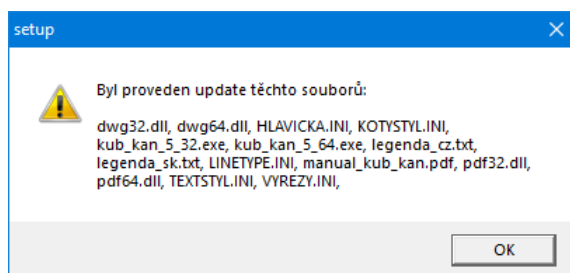 setup
Byl proveden update těchto souborů:
dwg32.dll, dwg64.dll, HLAVICKA.INI, KOTYSTYL.INI,
kub_kan_5_32.exe, kub_kan_5_64.exe, legenda_cz.txt,
legenda_sk.txt, LINETYPE.INI, manual_kub_kan.pdf, pdf32.dll,
pdf64.dll, TEXTSTYL.INI, VYREZY.INI,
OK